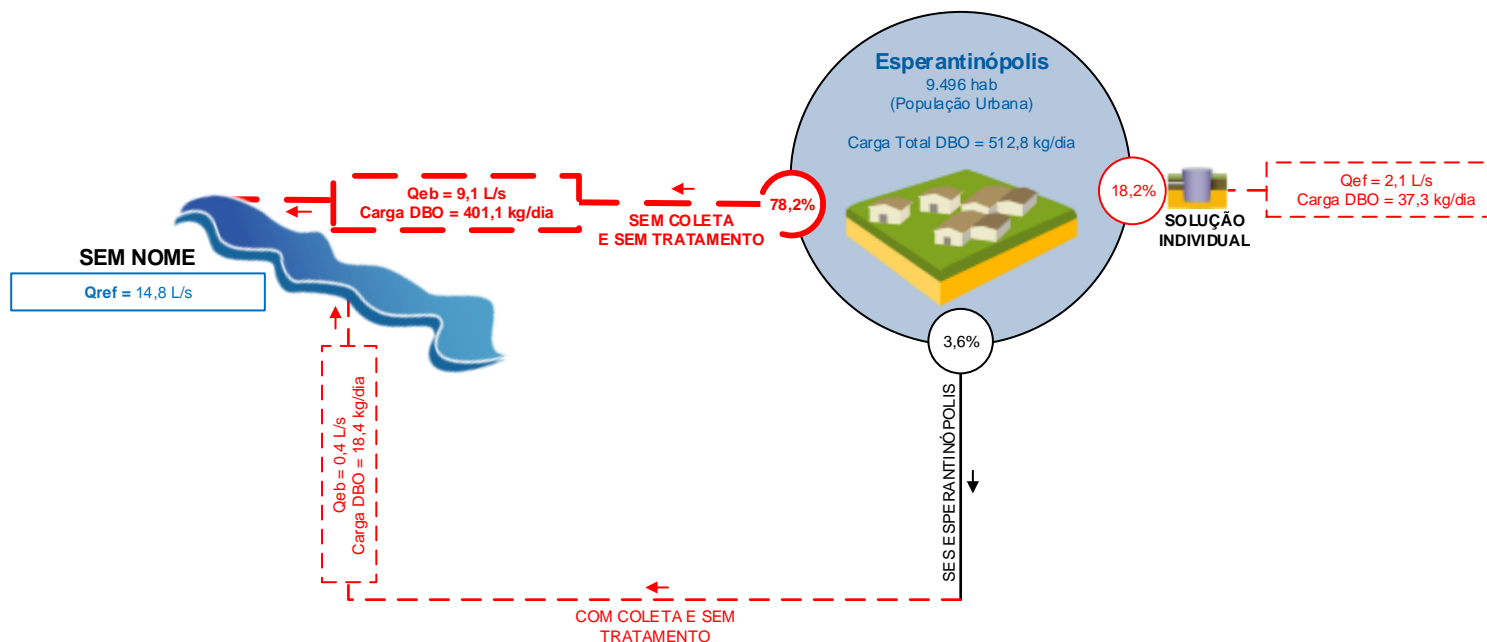 Esperantinópolis
9.496 hab
(População Urbana)
Carga Total DBO = 512,8 kg/dia
78,2%
18,2%
3,6%
SOLUÇÃO
INDIVIDUAL
Qef = 2,1 L/s
Carga DBO = 37,3 kg/dia
Qeb = 9,1 L/s
Carga DBO = 401,1 kg/dia
SEM COLETA
E SEM TRATAMENTO
SEM NOME
Qref = 14,8 L/s
Qeb = 0,4 L/s
Carga DBO = 18,4 kg/dia
SES ESPERANTINÓPOLIS
COM COLETA E SEM
TRATAMENTO